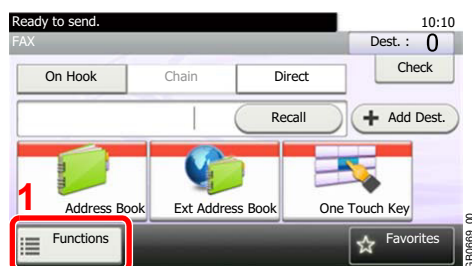 Ready to send. 10:10
FAX Dest. : 0
On Hook Chain Direct Check
Recall Add Dest.
1
Address Book Ext Address Book One Touch Key
Functions Favorites
GB0669_00